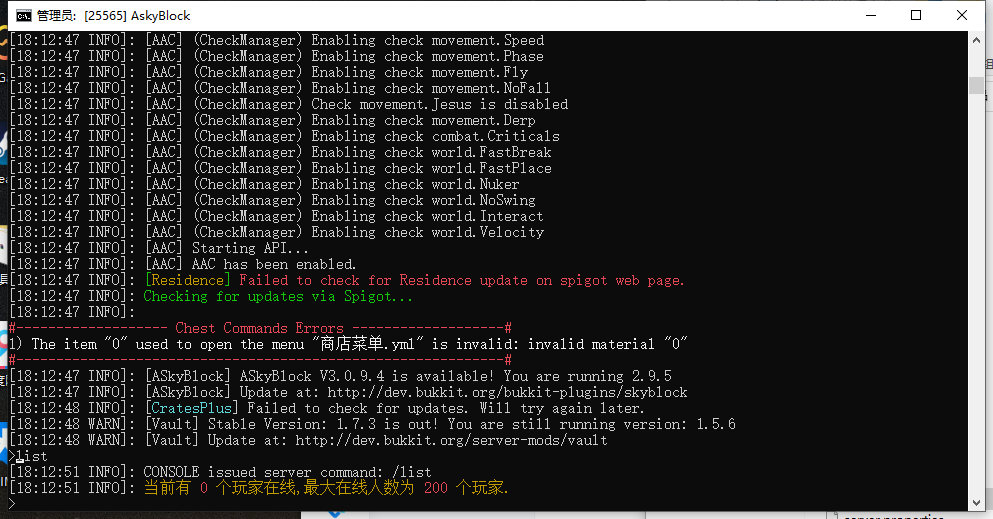 管理员: [25565] AskyBlock
[18:12:47 INFO]: [AAC] (CheckManager) Enabling check movement.Speed
[18:12:47 INFO]: [AAC] (CheckManager) Enabling check movement.Phase
[18:12:47 INFO]: [AAC] (CheckManager) Enabling check movement.Fly
[18:12:47 INFO]: [AAC] (CheckManager) Enabling check movement.NoFall
[18:12:47 INFO]: [AAC] (CheckManager) Check movement.Jesus is disabled
[18:12:47 INFO]: [AAC] (CheckManager) Enabling check movement.Derp
[18:12:47 INFO]: [AAC] (CheckManager) Enabling check combat.Criticals
[18:12:47 INFO]: [AAC] (CheckManager) Enabling check world.FastBreak
[18:12:47 INFO]: [AAC] (CheckManager) Enabling check world.FastPlace
[18:12:47 INFO]: [AAC] (CheckManager) Enabling check world.Nuker
[18:12:47 INFO]: [AAC] (CheckManager) Enabling check world.NoSwing
[18:12:47 INFO]: [AAC] (CheckManager) Enabling check world.Interact
[18:12:47 INFO]: [AAC] (CheckManager) Enabling check world.Velocity
[18:12:47 INFO]: [AAC] Starting API...
[18:12:47 INFO]: [AAC] AAC has been enabled.
[18:12:47 INFO]: [Residence] Failed to check for Residence update on spigot web page.
[18:12:47 INFO]: Checking for updates via Spigot...
[18:12:47 INFO]:
#------------------- Chest Commands Errors -------------------#
1) The item "0" used to open the menu "商店菜单.yml" is invalid: invalid material "0"
#-------------------------------------------------------------#
[18:12:47 INFO]: [ASkyBlock] ASkyBlock V3.0.9.4 is available! You are running 2.9.5
[18:12:47 INFO]: [ASkyBlock] Update at: http://dev.bukkit.org/bukkit-plugins/skyblock
[18:12:48 INFO]: [CratesPlus] Failed to check for updates. Will try again later.
[18:12:48 WARN]: [Vault] Stable Version: 1.7.3 is out! You are still running version: 1.5.6
[18:12:48 WARN]: [Vault] Update at: http://dev.bukkit.org/server-mods/vault
>list
[18:12:51 INFO]: CONSOLE issued server command: /list
[18:12:51 INFO]: 当前有 0 个玩家在线,最大在线人数为 200 个玩家.
>